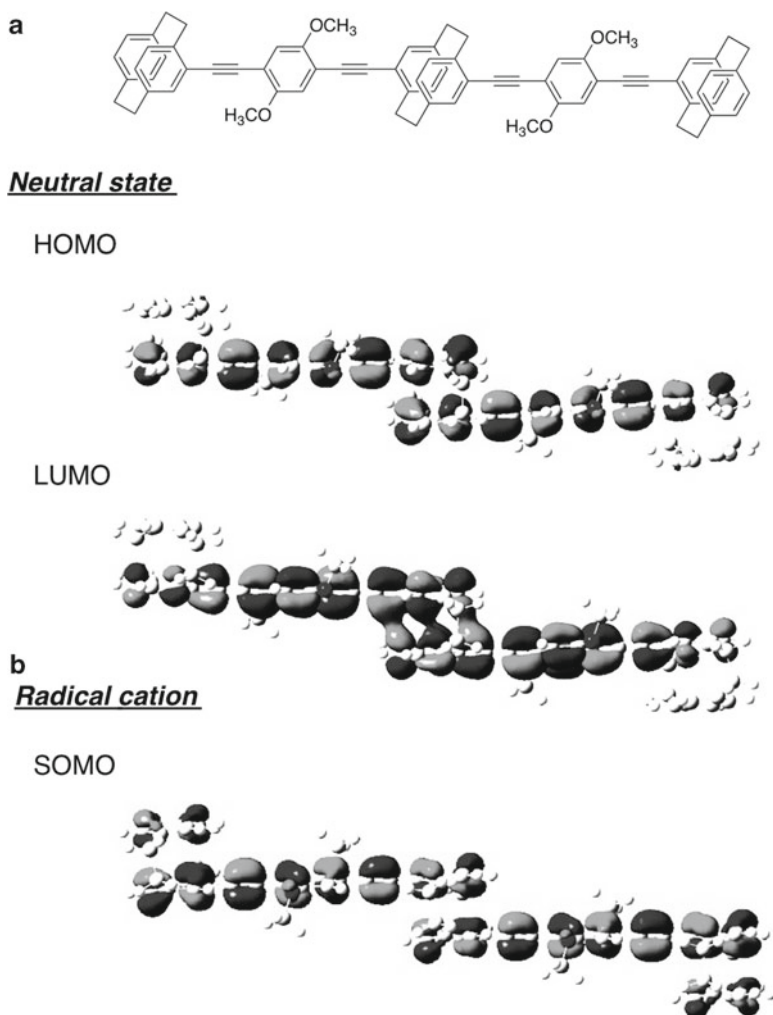 a
OCH3
OCH3
H3CO
H3CO
Neutral state
HOMO
LUMO
b
Radical cation
SOMO